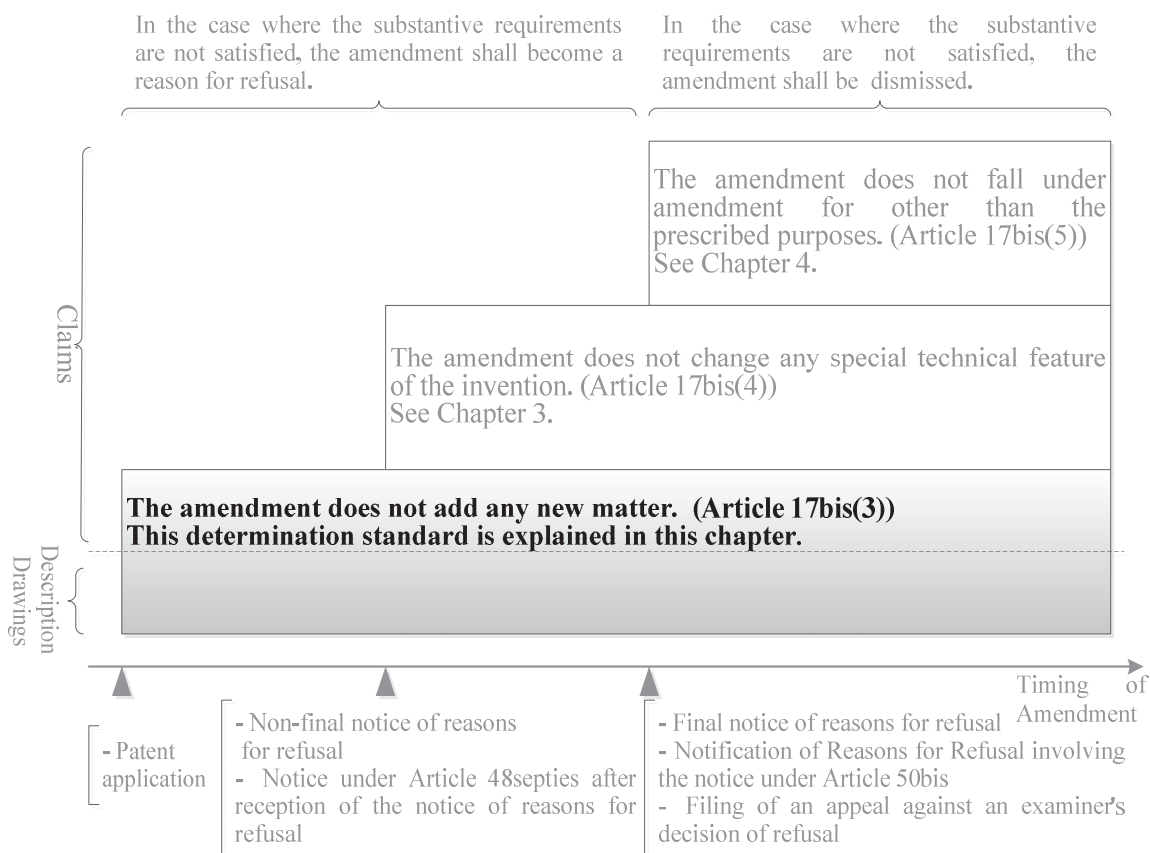 In the case where the substantive requirements
are not satisfied, the amendment shall become a
reason for refusal.
In the case where the substantive
requirements are not satisfied, the
amendment shall be dismissed.
The amendment does not fall under
amendment for other than the
prescribed purposes. (Article 17bis(5))
See Chapter 4.
Claims
The amendment does not change any special technical feature
of the invention. (Article 17bis(4))
See Chapter 3.
The amendment does not add any new matter. (Article 17bis(3))
This determination standard is explained in this chapter.
Description
Drawings
Timing of
Amendment
- Patent
application
- Non-final notice of reasons
for refusal
- Notice under Article 48septies after
reception of the notice of reasons for
refusal
- Final notice of reasons for refusal
- Notification of Reasons for Refusal involving
the notice under Article 50bis
- Filing of an appeal against an examiner's
decision of refusal